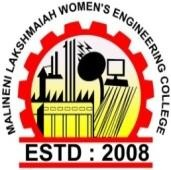 MALINENI LAKSHMAIAH WOMEN'S ENGINEERING COLLEGE
ESTD : 2008